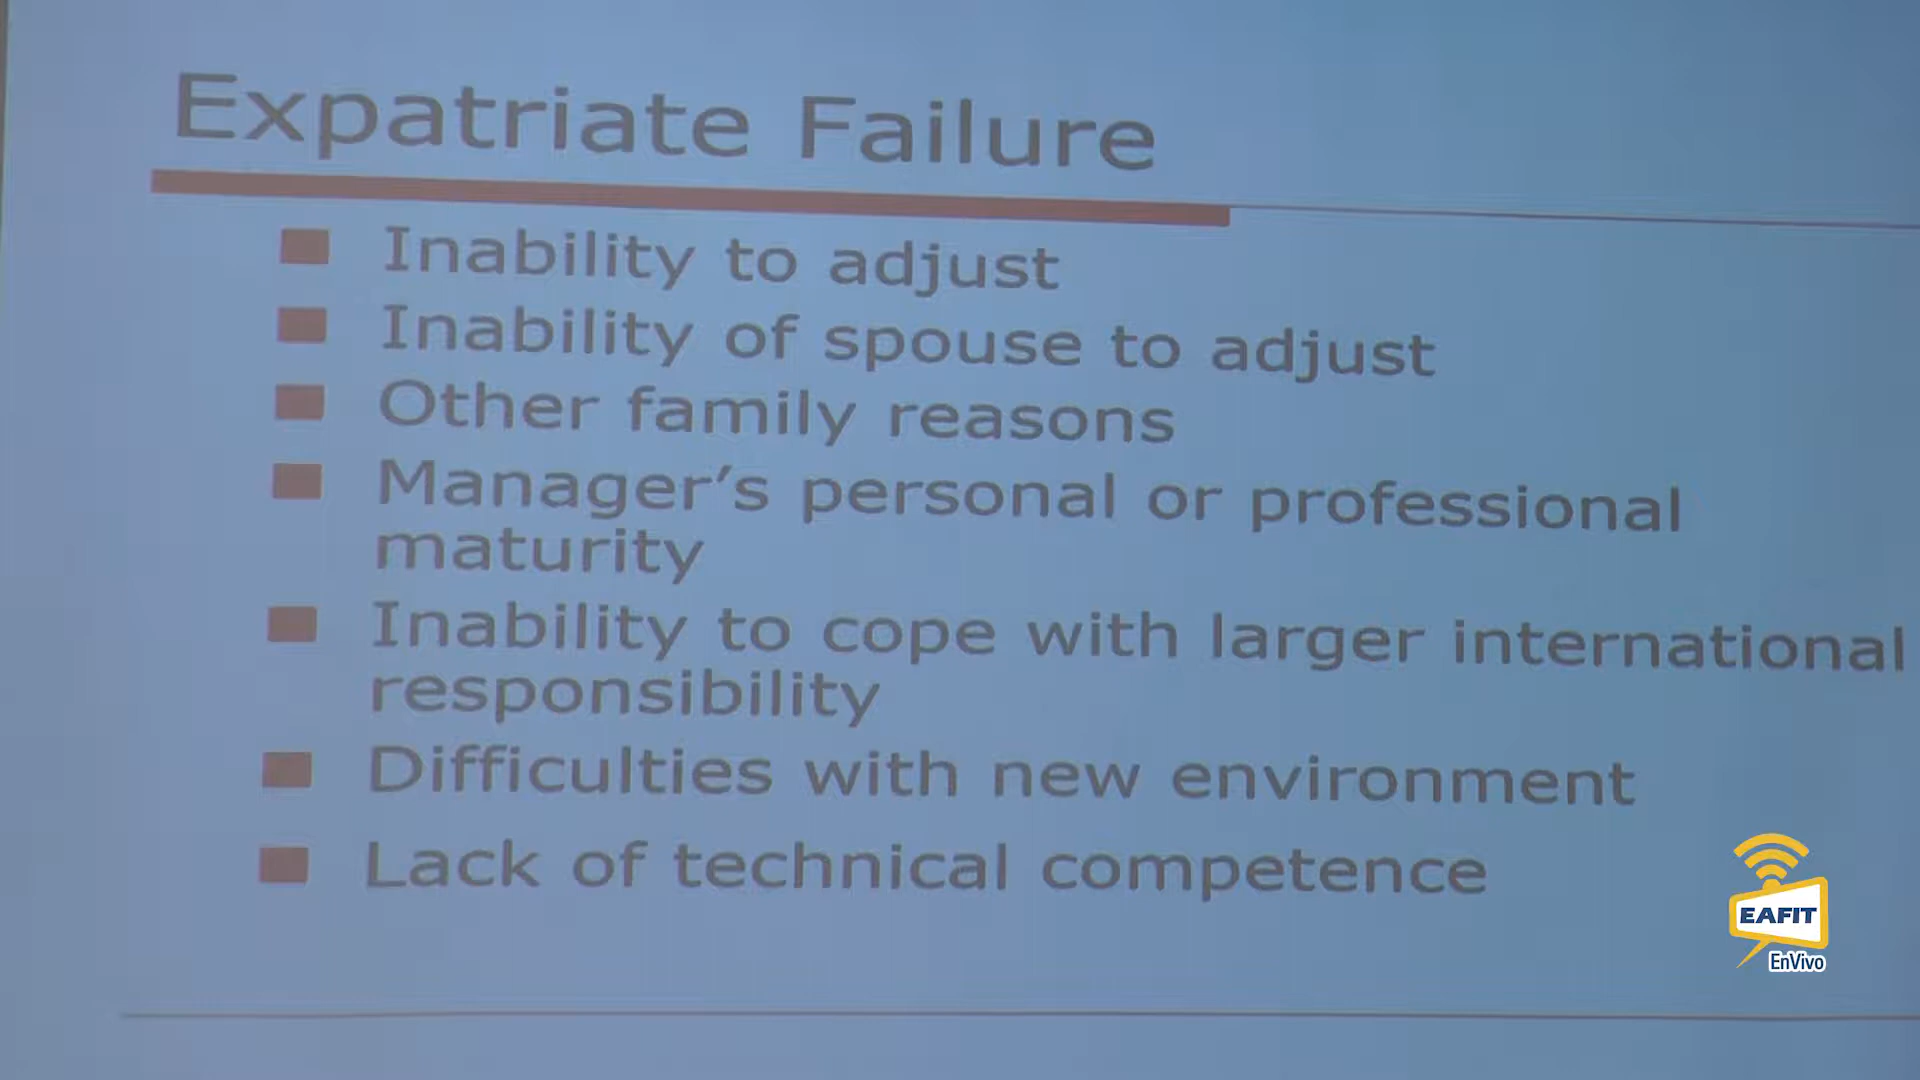 Expatriate Failure
Inability to adjust
Inability of spouse to adjust
Other family reasons
Manager’s personal or professional
maturity
Inability to cope with larger international
responsibility
Difficulties with new environment
Lack of technical competence
EAFIT
EnVivo